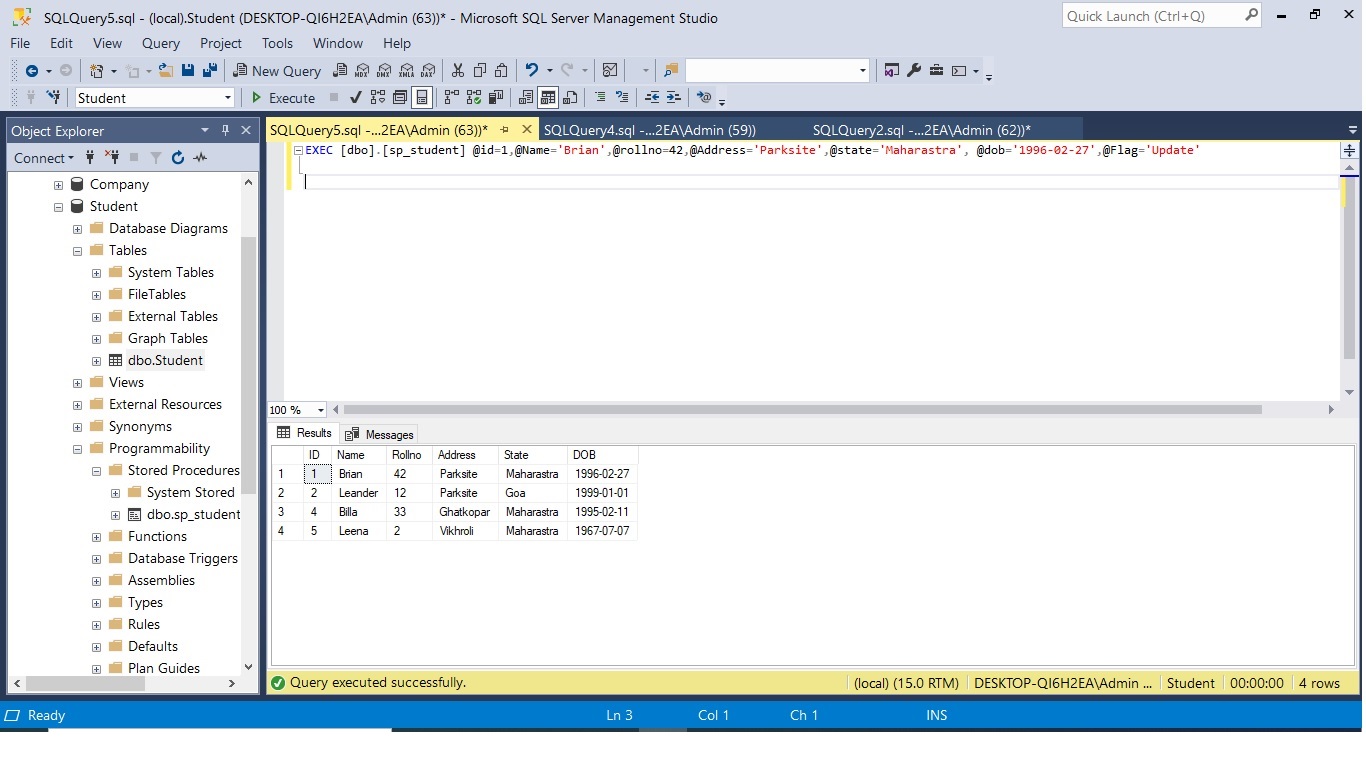 SQLQuery5.sql - (local).Student (DESKTOP-QI6H2EA\Admin (63))* - Microsoft SQL Server Management Studio
Quick Launch (Ctrl+Q)
File Edit View Query Project Tools Window Help
New Query MDX DMX XMLA DAX
Student Execute
Object Explorer
SQLQuery5.sql -...2EA\Admin (63))* SQLQuery4.sql -...2EA\Admin (59)) SQLQuery2.sql -...2EA\Admin (62))*
Connect
Company
Student
Database Diagrams
Tables
System Tables
FileTables
External Tables
Graph Tables
dbo.Student
Views
External Resources
Synonyms
Programmability
Stored Procedures
System Stored
dbo.sp_student
Functions
Database Triggers
Assemblies
Types
Rules
Defaults
Plan Guides
EXEC [dbo].[sp_student] @id=1,@Name='Brian',@rollno=42,@Address='Parksite',@state='Maharastra', @dob='1996-02-27',@Flag='Update'
100 %
Results Messages
ID Name Rollno Address State DOB
1 1 Brian 42 Parksite Maharastra 1996-02-27
2 2 Leander 12 Parksite Goa 1999-01-01
3 4 Billa 33 Ghatkopar Maharastra 1995-02-11
4 5 Leena 2 Vikhroli Maharastra 1967-07-07
Query executed successfully. (local) (15.0 RTM) DESKTOP-QI6H2EA\Admin ... Student 00:00:00 4 rows
Ready Ln 3 Col 1 Ch 1 INS